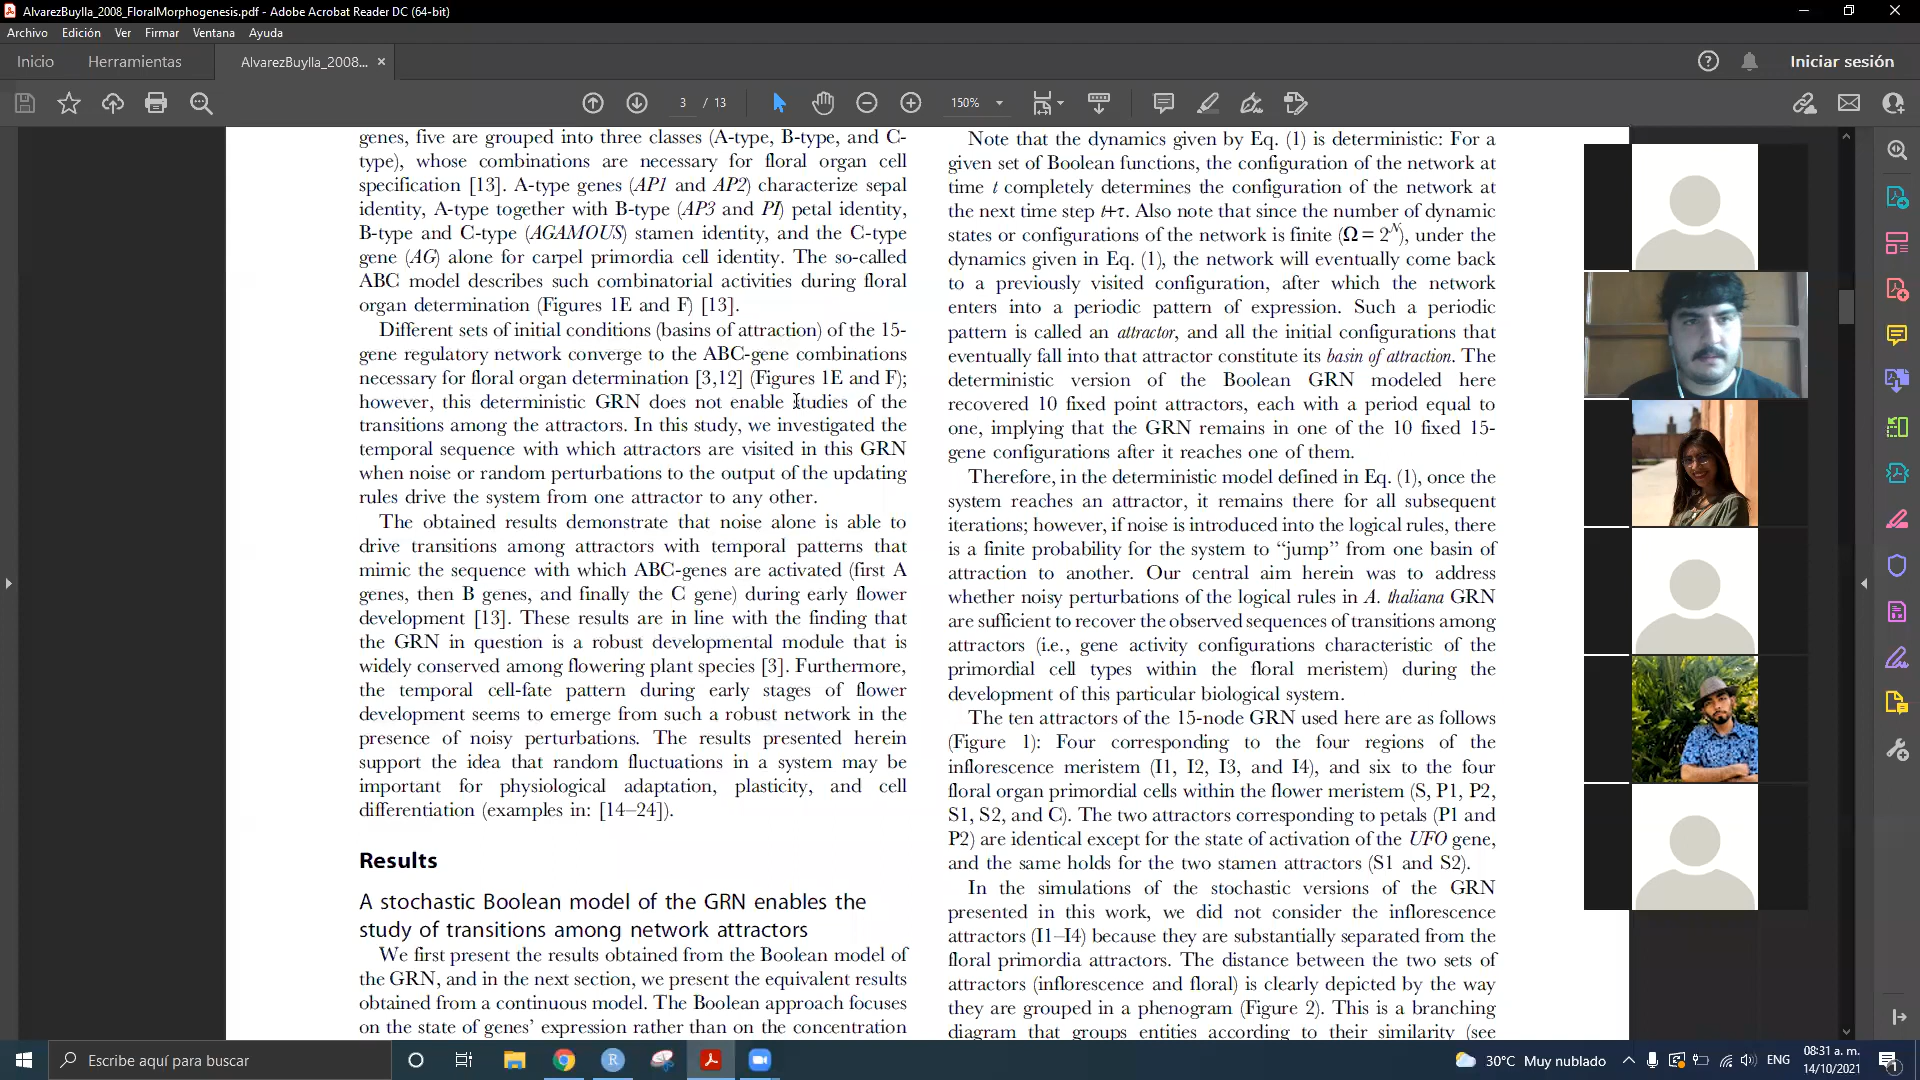 AlvarezBuylla_2008_FloralMorphogenesis.pdf - Adobe Acrobat Reader DC (64-bit)
Archivo Edición Ver Firmar Ventana Ayuda
Inicio Herramientas AlvarezBuylla_2008... × Iniciar sesión
3 / 13 150%
genes, five are grouped into three classes (A-type, B-type, and C-
type), whose combinations are necessary for floral organ cell
specification [13]. A-type genes (AP1 and AP2) characterize sepal
identity, A-type together with B-type (AP3 and PI) petal identity,
B-type and C-type (AGAMOUS) stamen identity, and the C-type
gene (AG) alone for carpel primordia cell identity. The so-called
ABC model describes such combinatorial activities during floral
organ determination (Figures 1E and F) [13].
Different sets of initial conditions (basins of attraction) of the 15-
gene regulatory network converge to the ABC-gene combinations
necessary for floral organ determination [3,12] (Figures 1E and F);
however, this deterministic GRN does not enable studies of the
transitions among the attractors. In this study, we investigated the
temporal sequence with which attractors are visited in this GRN
when noise or random perturbations to the output of the updating
rules drive the system from one attractor to any other.
The obtained results demonstrate that noise alone is able to
drive transitions among attractors with temporal patterns that
mimic the sequence with which ABC-genes are activated (first A
genes, then B genes, and finally the C gene) during early flower
development [13]. These results are in line with the finding that
the GRN in question is a robust developmental module that is
widely conserved among flowering plant species [3]. Furthermore,
the temporal cell-fate pattern during early stages of flower
development seems to emerge from such a robust network in the
presence of noisy perturbations. The results presented herein
support the idea that random fluctuations in a system may be
important for physiological adaptation, plasticity, and cell
differentiation (examples in: [14–24]).
Results
A stochastic Boolean model of the GRN enables the
study of transitions among network attractors
We first present the results obtained from the Boolean model of
the GRN, and in the next section, we present the equivalent results
obtained from a continuous model. The Boolean approach focuses
on the state of genes' expression rather than on the concentration
Note that the dynamics given by Eq. (1) is deterministic: For a
given set of Boolean functions, the configuration of the network at
time t completely determines the configuration of the network at
the next time step t+τ. Also note that since the number of dynamic
states or configurations of the network is finite (Ω = 2^N), under the
dynamics given in Eq. (1), the network will eventually come back
to a previously visited configuration, after which the network
enters into a periodic pattern of expression. Such a periodic
pattern is called an attractor, and all the initial configurations that
eventually fall into that attractor constitute its basin of attraction. The
deterministic version of the Boolean GRN modeled here
recovered 10 fixed point attractors, each with a period equal to
one, implying that the GRN remains in one of the 10 fixed 15-
gene configurations after it reaches one of them.
Therefore, in the deterministic model defined in Eq. (1), once the
system reaches an attractor, it remains there for all subsequent
iterations; however, if noise is introduced into the logical rules, there
is a finite probability for the system to “jump” from one basin of
attraction to another. Our central aim herein was to address
whether noisy perturbations of the logical rules in A. thaliana GRN
are sufficient to recover the observed sequences of transitions among
attractors (i.e., gene activity configurations characteristic of the
primordial cell types within the floral meristem) during the
development of this particular biological system.
The ten attractors of the 15-node GRN used here are as follows
(Figure 1): Four corresponding to the four regions of the
inflorescence meristem (I1, I2, I3, and I4), and six to the four
floral organ primordial cells within the flower meristem (S, P1, P2,
S1, S2, and C). The two attractors corresponding to petals (P1 and
P2) are identical except for the state of activation of the UFO gene,
and the same holds for the two stamen attractors (S1 and S2).
In the simulations of the stochastic versions of the GRN
presented in this work, we did not consider the inflorescence
attractors (I1–I4) because they are substantially separated from the
floral primordia attractors. The distance between the two sets of
attractors (inflorescence and floral) is clearly depicted by the way
they are grouped in a phenogram (Figure 2). This is a branching
diagram that groups entities according to their similarity (see
Escribe aquí para buscar
30°C Muy nublado
ENG
08:31 a. m.
14/10/2021
1